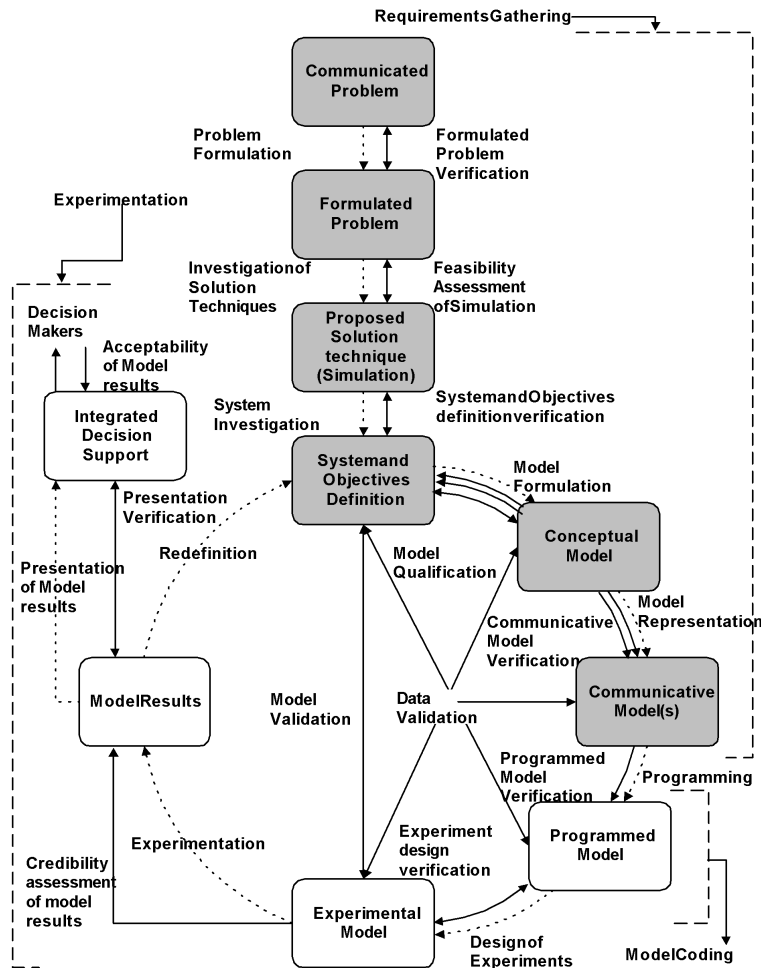 RequirementsGathering
Communicated
Problem
Problem
Formulation
Formulated
Problem
Verification
Experimentation
Formulated
Problem
Investigationof
Solution
Techniques
Feasibility
Assessment
ofSimulation
Decision
Makers
Proposed
Solution
technique
(Simulation)
Acceptability
of Model
results
System
Investigation
SystemandObjectives
definitionverification
Integrated
Decision
Support
Systemand
Objectives
Definition
Model
Formulation
Presentation
Verification
Redefinition
Model
Qualification
Conceptual
Model
Presentation
of Model
results
Communicative
Model
Verification
Model
Representation
ModelResults
Model
Validation
Data
Validation
Communicative
Model(s)
Programmed
Model
Verification
Programming
Experimentation
Experiment
design
verification
Programmed
Model
Credibility
assessment
of model
results
Experimental
Model
Designof
Experiments
ModelCoding